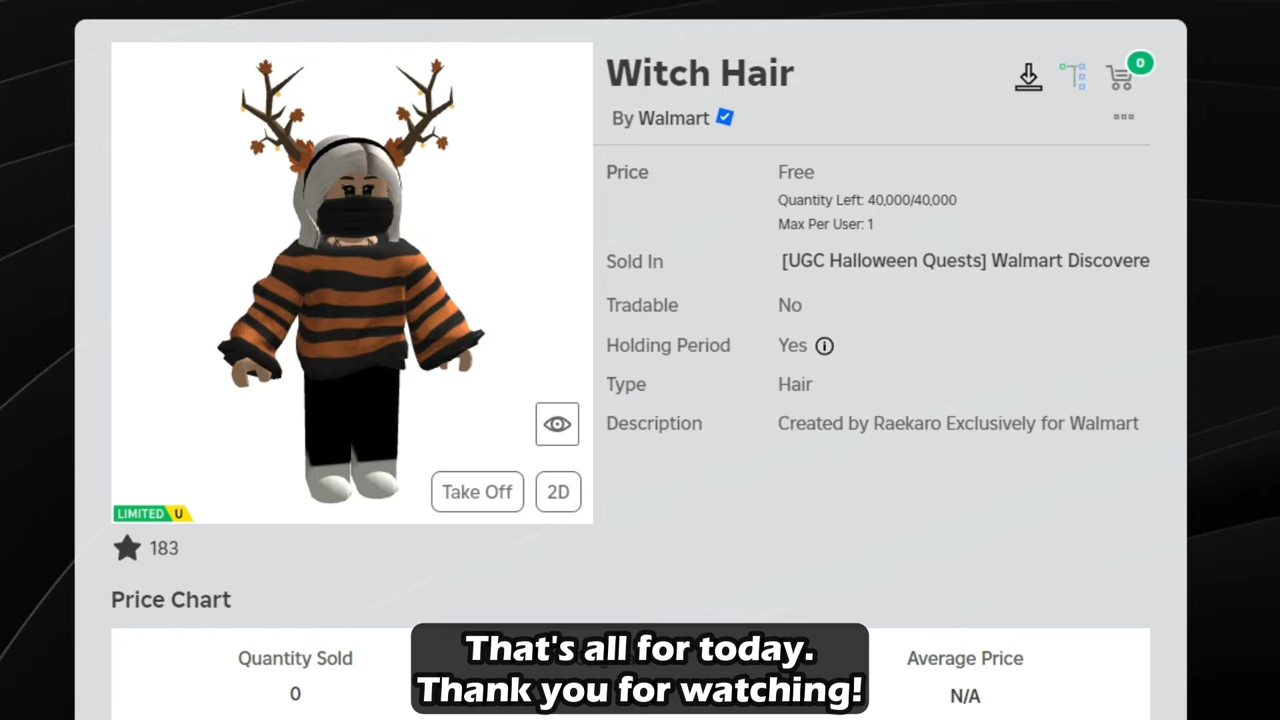 Witch Hair
0
By Walmart
Price
Free
Quantity Left: 40,000/40,000
Max Per User: 1
Sold In
[UGC Halloween Quests] Walmart Discovere
Tradable
No
Holding Period
Yes
Type
Hair
Description
Created by Raekaro Exclusively for Walmart
Take Off
2D
LIMITED U
183
Price Chart
Quantity Sold
0
Average Price
N/A
That's all for today.
Thank you for watching!